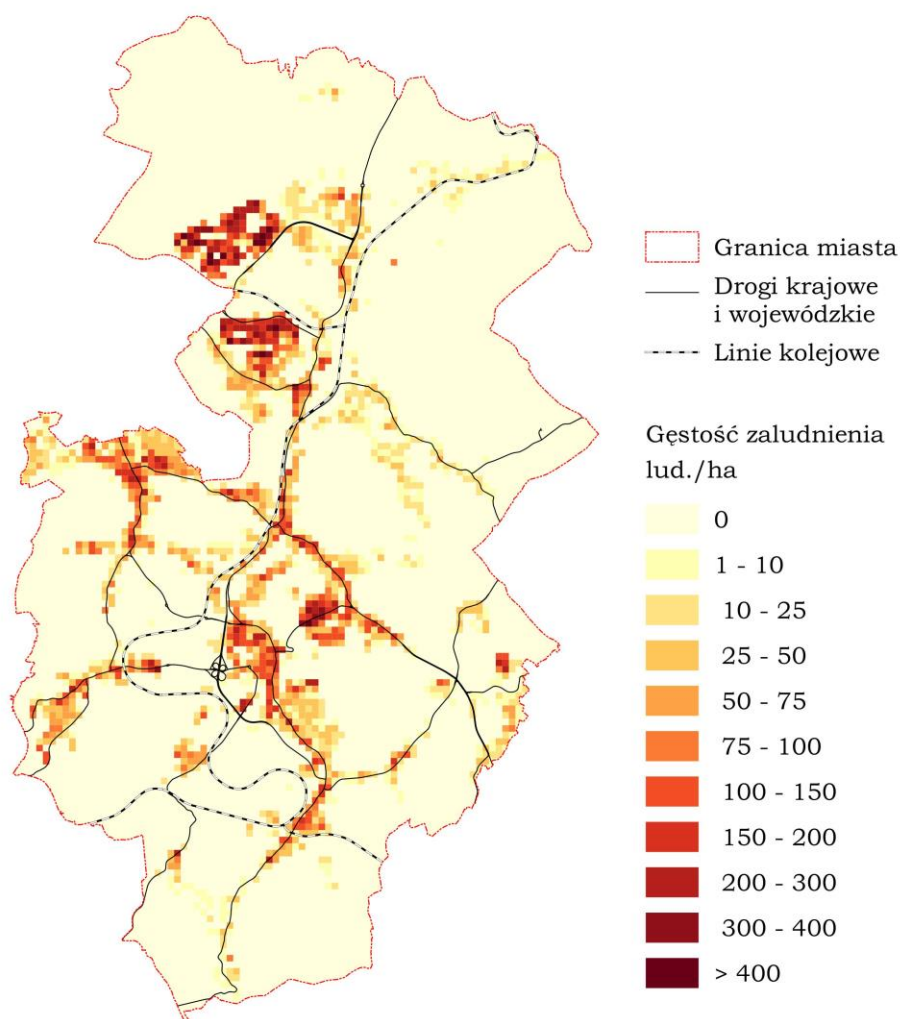 Granica miasta
Drogi krajowe
i wojewódzkie
Linie kolejowe
Gęstość zaludnienia
lud./ha
0
1 - 10
10 - 25
25 - 50
50 - 75
75 - 100
100 - 150
150 - 200
200 - 300
300 - 400
> 400